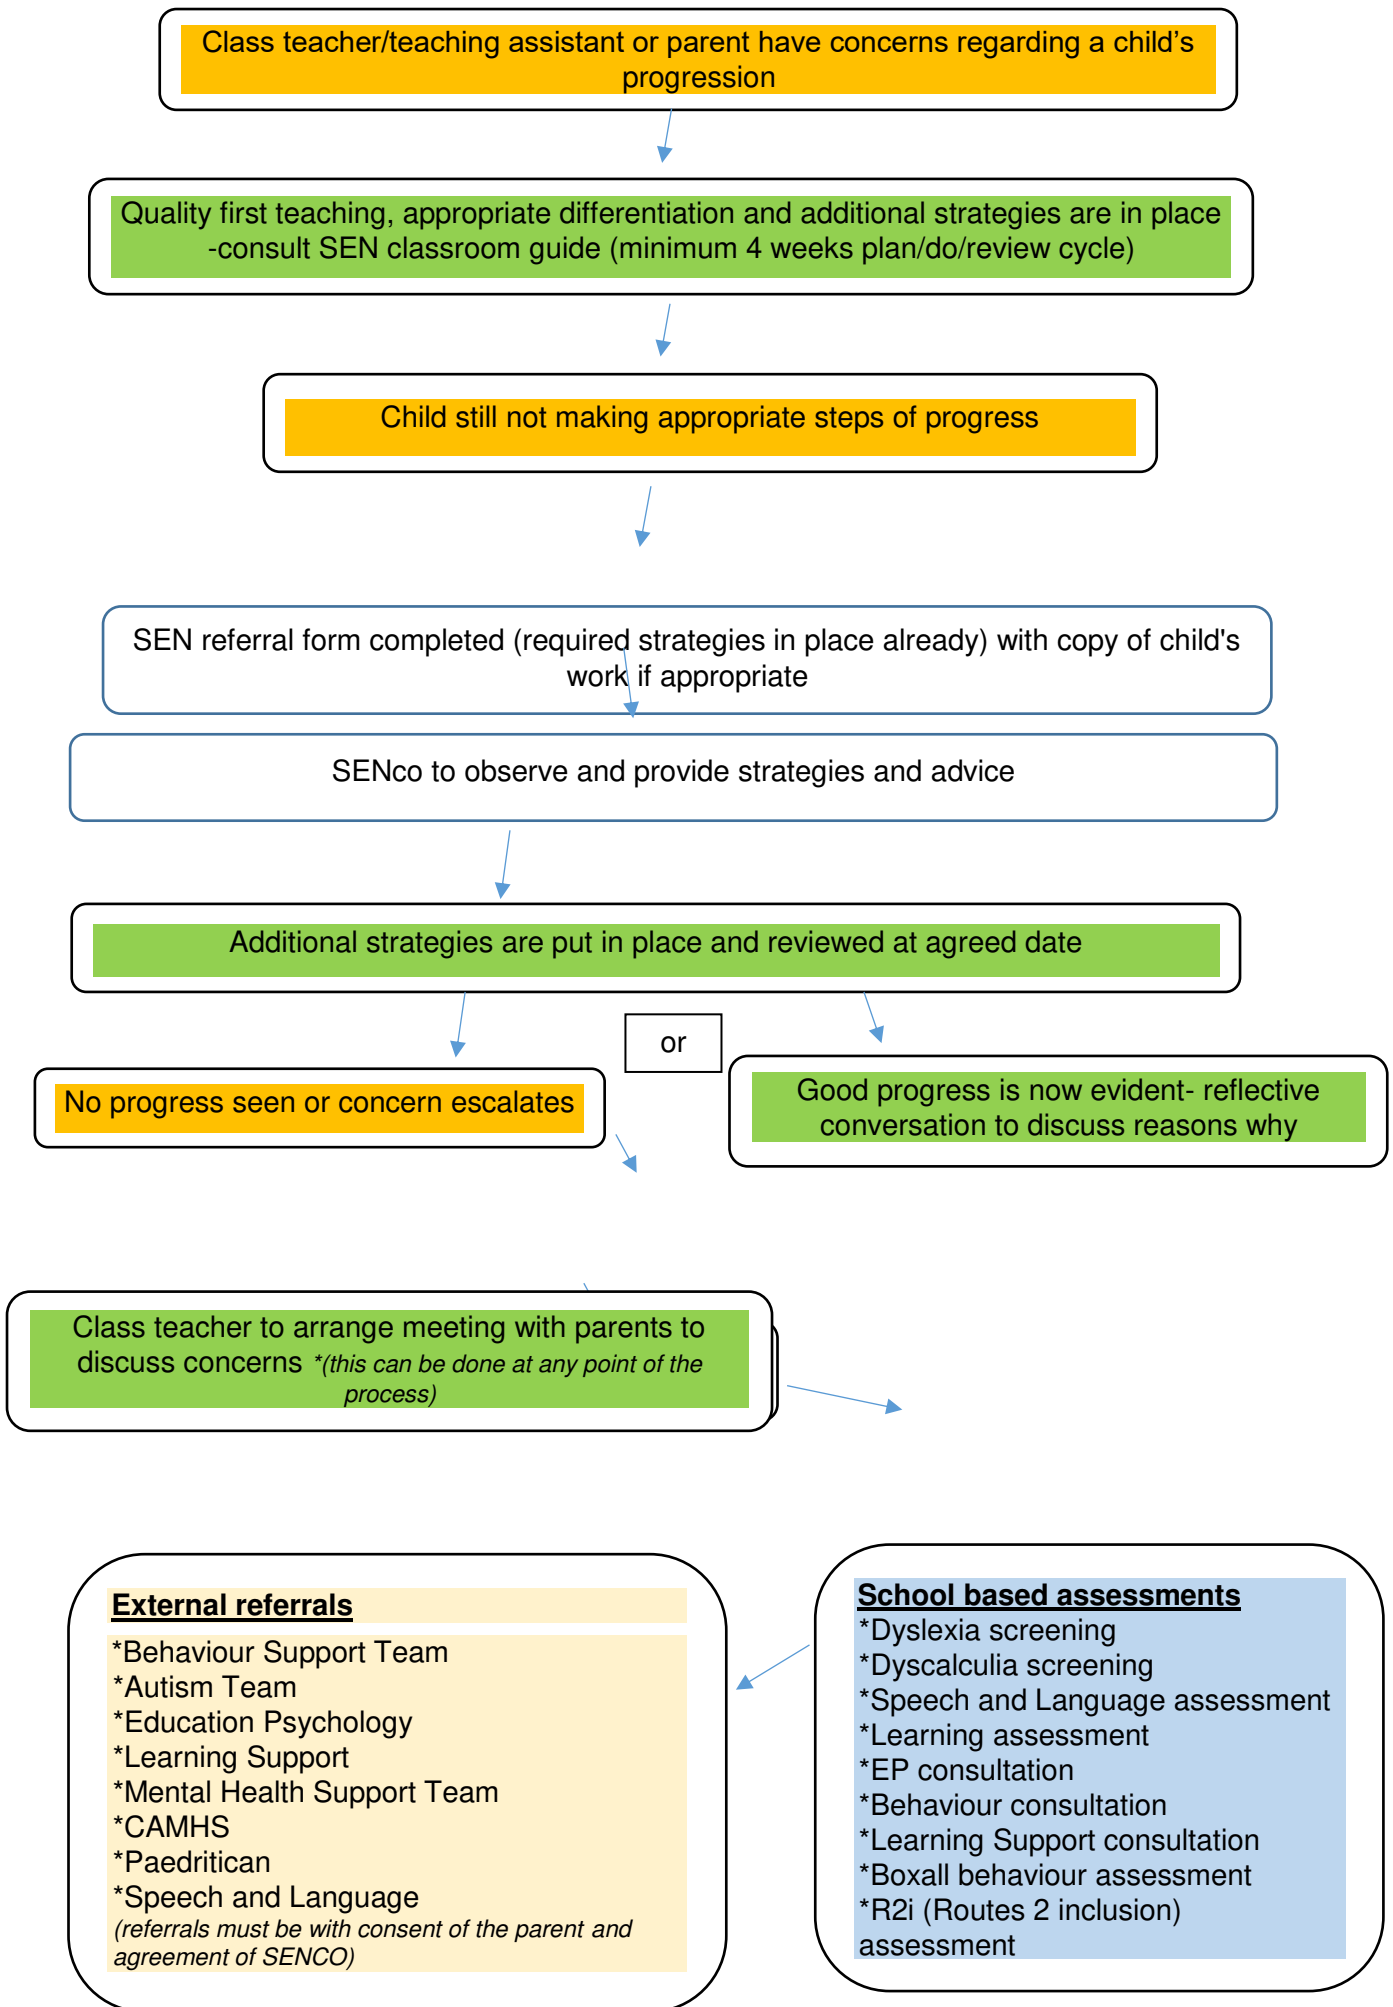 Class teacher/teaching assistant or parent have concerns regarding a child’s
progression
Quality first teaching, appropriate differentiation and additional strategies are in place
-consult SEN classroom guide (minimum 4 weeks plan/do/review cycle)
Child still not making appropriate steps of progress
SEN referral form completed (required strategies in place already) with copy of child's
work if appropriate
SENco to observe and provide strategies and advice
Additional strategies are put in place and reviewed at agreed date
or
No progress seen or concern escalates
Good progress is now evident- reflective
conversation to discuss reasons why
Class teacher to arrange meeting with parents to
discuss concerns *(this can be done at any point of the
process)
External referrals
*Behaviour Support Team
*Autism Team
*Education Psychology
*Learning Support
*Mental Health Support Team
*CAMHS
*Paedritican
*Speech and Language
(referrals must be with consent of the parent and
agreement of SENCO)
School based assessments
*Dyslexia screening
*Dyscalculia screening
*Speech and Language assessment
*Learning assessment
*EP consultation
*Behaviour consultation
*Learning Support consultation
*Boxall behaviour assessment
*R2i (Routes 2 inclusion)
assessment